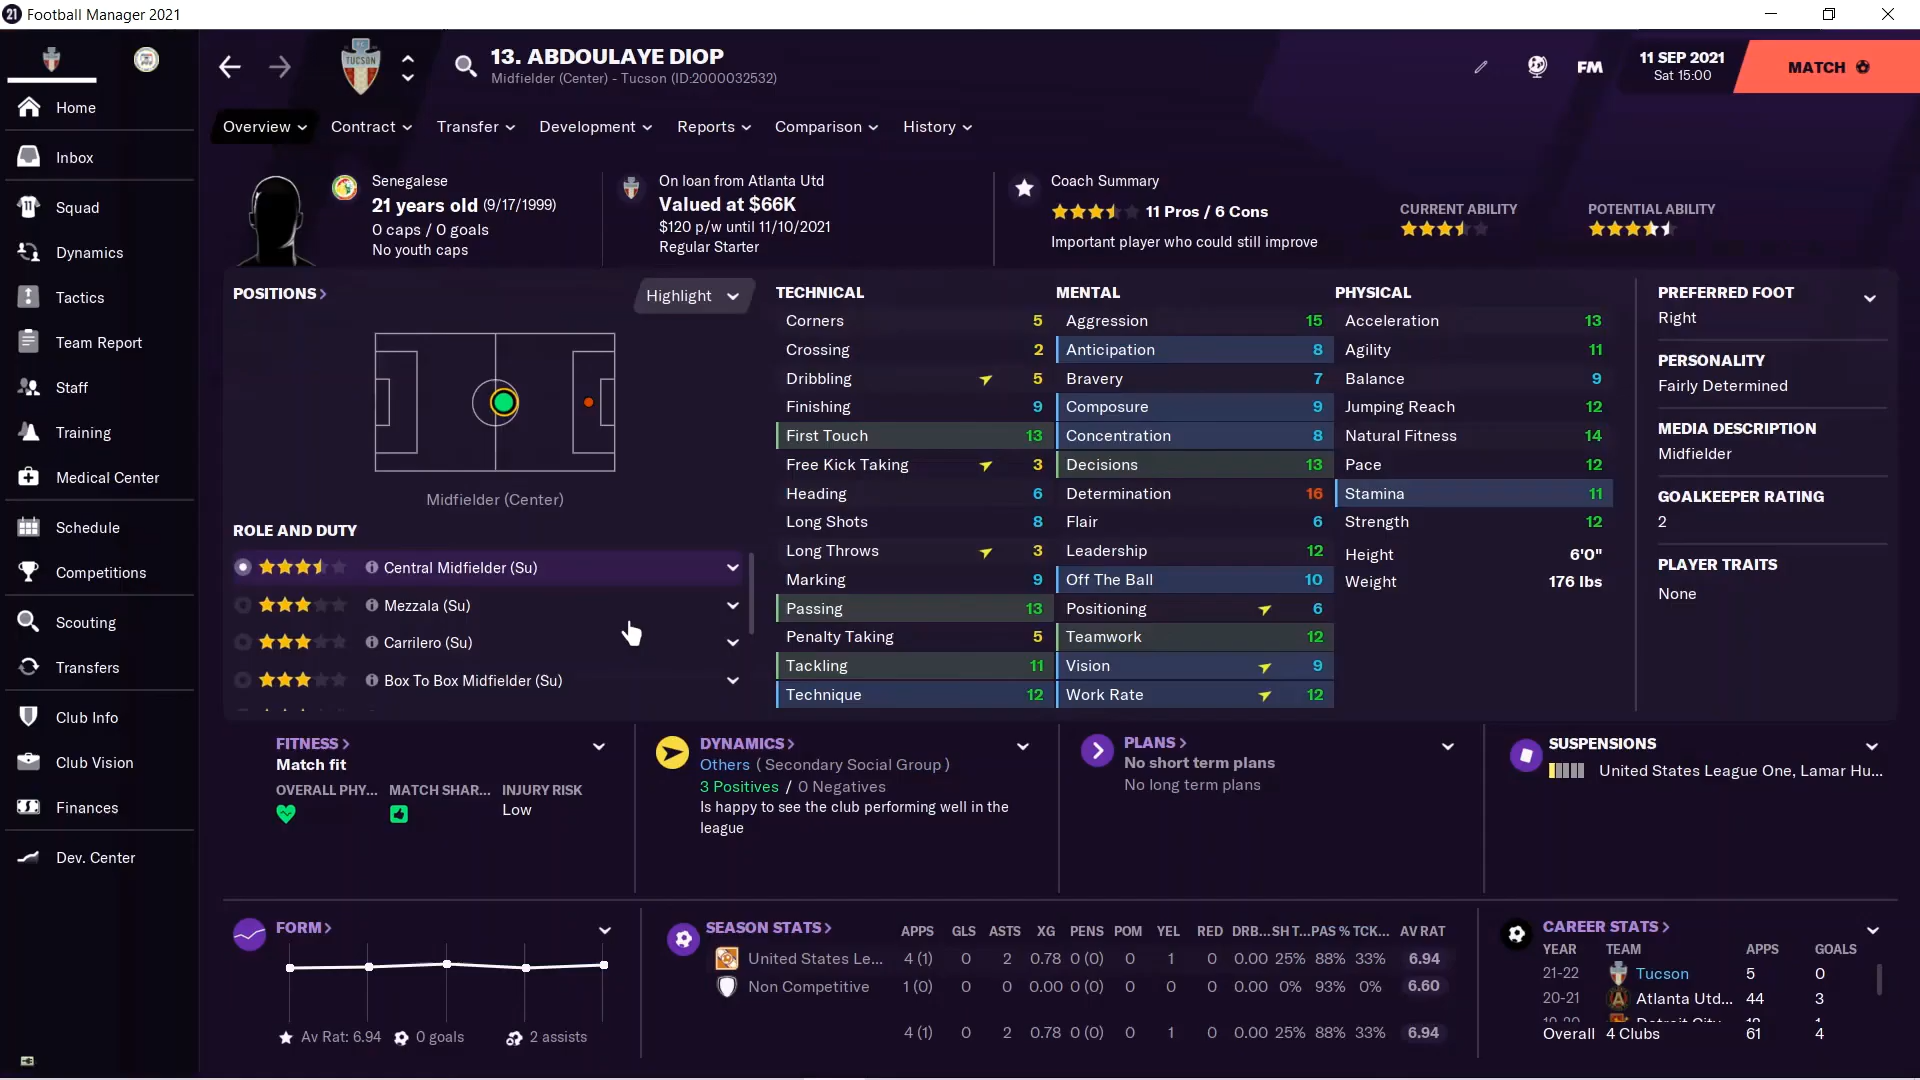 Football Manager 2021
13. ABDOULAYE DIOP
Midfielder (Center) - Tucson (ID:2000032532)
FM
11 SEP 2021
Sat 15:00
MATCH
Home
Inbox
Squad
Dynamics
Tactics
Team Report
Staff
Training
Medical Center
Schedule
Competitions
Scouting
Transfers
Club Info
Club Vision
Finances
Dev. Center
Overview Contract Transfer Development Reports Comparison History
Senegalese
21 years old (9/17/1999)
0 caps / 0 goals
No youth caps
On loan from Atlanta Utd
Valued at $66K
$120 p/w until 11/10/2021
Regular Starter
Coach Summary
11 Pros / 6 Cons
Important player who could still improve
CURRENT ABILITY
POTENTIAL ABILITY
POSITIONS
Highlight
Midfielder (Center)
ROLE AND DUTY
Central Midfielder (Su)
Mezzala (Su)
Carrilero (Su)
Box To Box Midfielder (Su)
TECHNICAL
Corners 5
Crossing 2
Dribbling 5
Finishing 9
First Touch 13
Free Kick Taking 3
Heading 6
Long Shots 8
Long Throws 3
Marking 9
Passing 13
Penalty Taking 5
Tackling 11
Technique 12
MENTAL
Aggression 15
Anticipation 8
Bravery 7
Composure 9
Concentration 8
Decisions 13
Determination 16
Flair 6
Leadership 12
Off The Ball 10
Positioning 6
Teamwork 12
Vision 9
Work Rate 12
PHYSICAL
Acceleration 13
Agility 11
Balance 9
Jumping Reach 12
Natural Fitness 14
Pace 12
Stamina 11
Strength 12
Height 6'0"
Weight 176 lbs
PREFERRED FOOT
Right
PERSONALITY
Fairly Determined
MEDIA DESCRIPTION
Midfielder
GOALKEEPER RATING
2
PLAYER TRAITS
None
FITNESS
Match fit
OVERALL PHY... MATCH SHAR... INJURY RISK
Low
DYNAMICS
Others ( Secondary Social Group )
3 Positives / 0 Negatives
Is happy to see the club performing well in the
league
PLANS
No short term plans
No long term plans
SUSPENSIONS
United States League One, Lamar Hu...
FORM
Av Rat: 6.94 0 goals 2 assists
SEASON STATS APPS GLS ASTS XG PENS POM YEL RED DRB... SH T... PAS % TCK... AV RAT
United States Le... 4 (1) 0 2 0.78 0 (0) 0 1 0 0.00 25% 88% 33% 6.94
Non Competitive 1 (0) 0 0 0.00 0 (0) 0 0 0 0.00 0% 93% 0% 6.60
4 (1) 0 2 0.78 0 (0) 0 1 0 0.00 25% 88% 33% 6.94
CAREER STATS
YEAR TEAM APPS GOALS
21-22 Tucson 5 0
20-21 Atlanta Utd... 44 3
Overall 4 Clubs 61 4